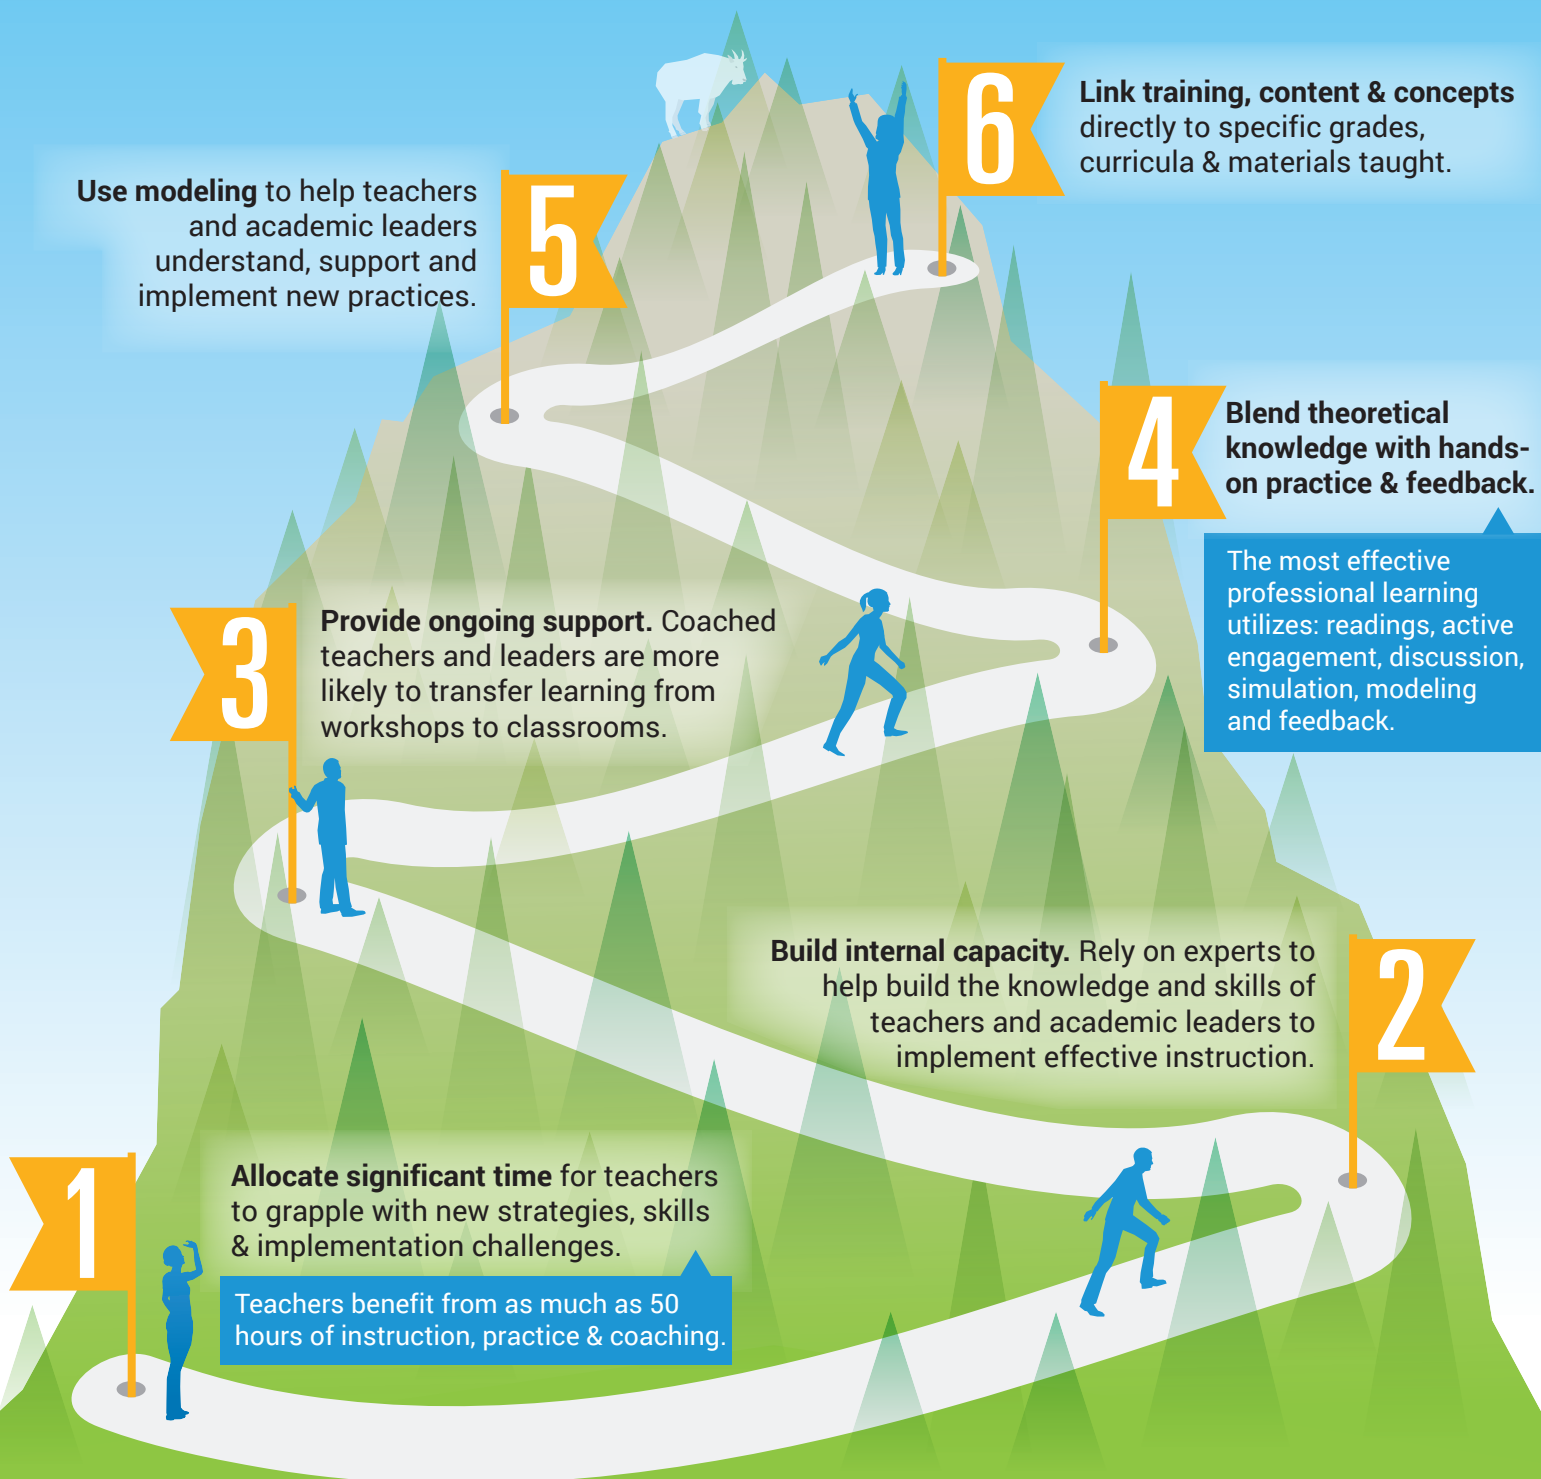 6
Link training, content & concepts
directly to specific grades,
curricula & materials taught.
5
Use modeling to help teachers
and academic leaders
understand, support and
implement new practices.
4
Blend theoretical
knowledge with hands-
on practice & feedback.
The most effective
professional learning
utilizes: readings, active
engagement, discussion,
simulation, modeling
and feedback.
3
Provide ongoing support. Coached
teachers and leaders are more
likely to transfer learning from
workshops to classrooms.
2
Build internal capacity. Rely on experts to
help build the knowledge and skills of
teachers and academic leaders to
implement effective instruction.
1
Allocate significant time for teachers
to grapple with new strategies, skills
& implementation challenges.
Teachers benefit from as much as 50
hours of instruction, practice & coaching.